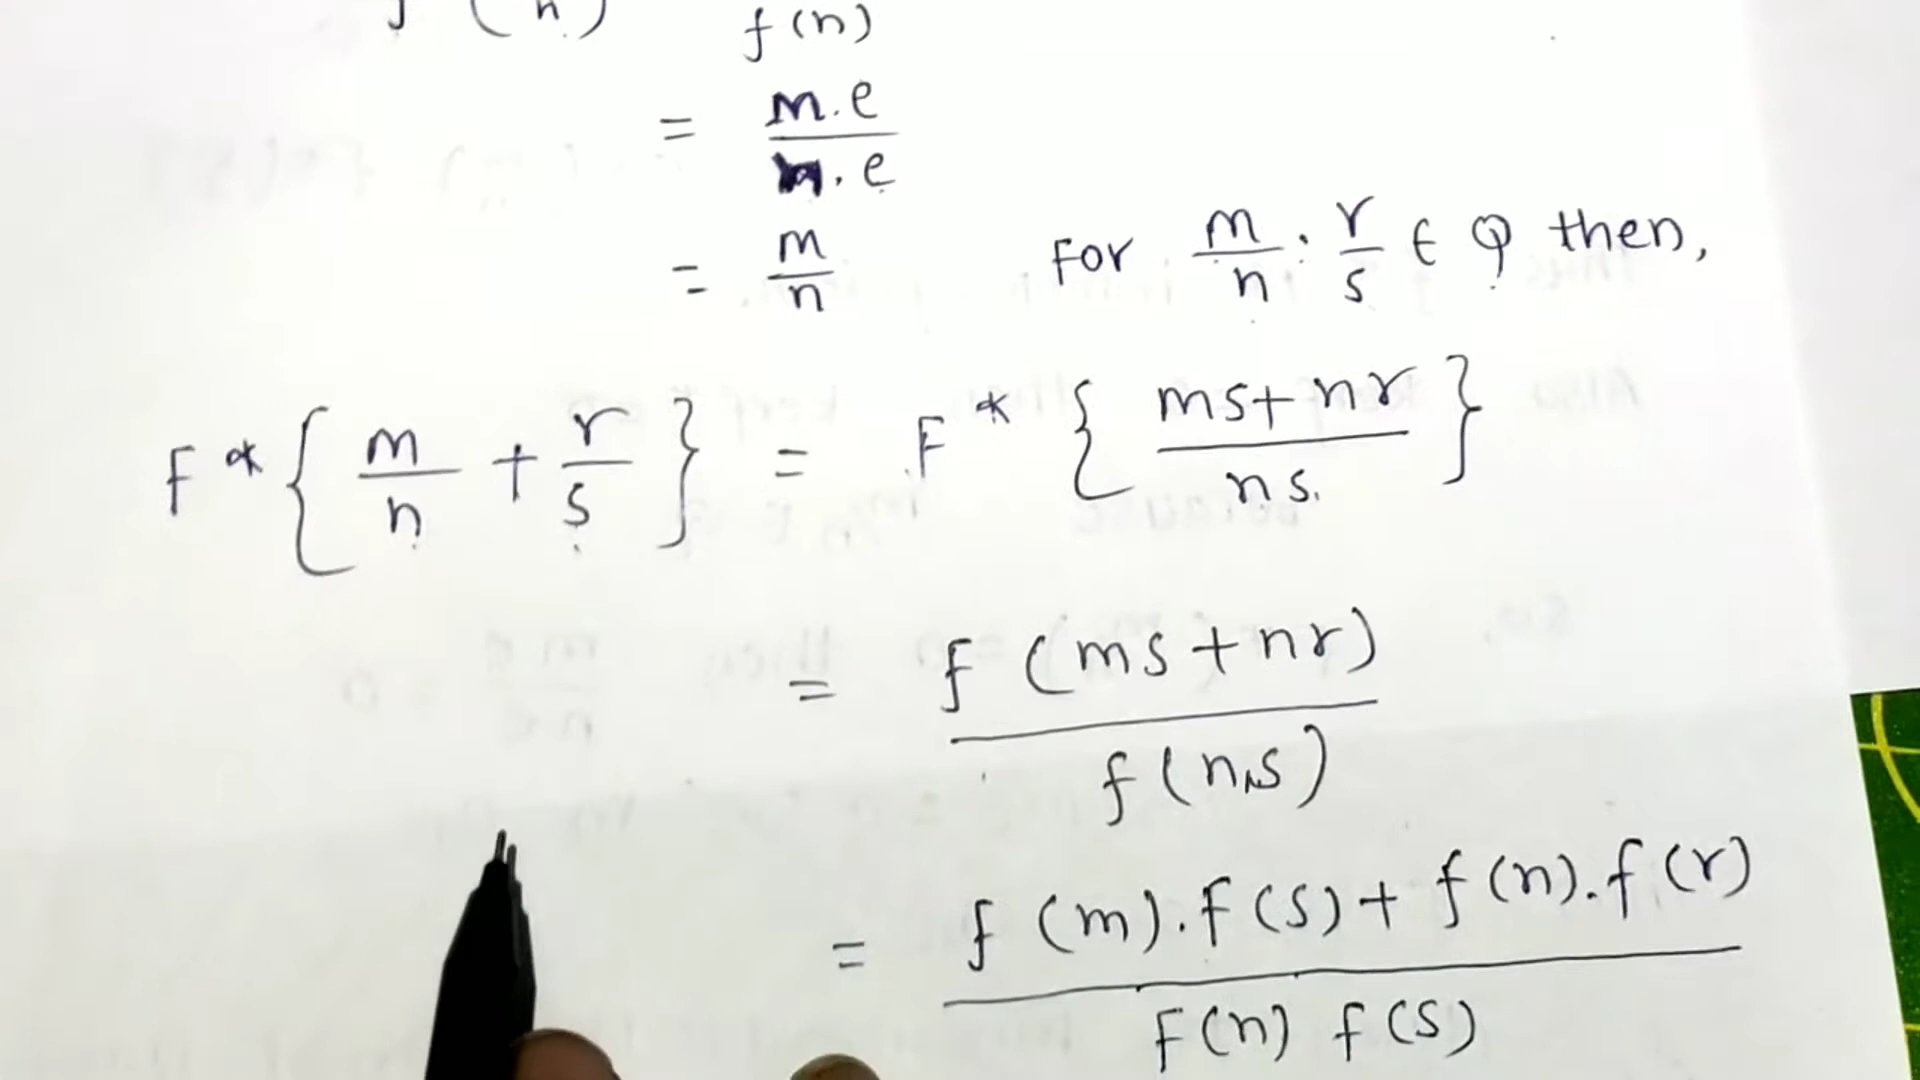 f(n)
= m.e / n.e
= m/n For m/n . r/s ∈ Q then,
F*{m/n + r/s} = F*{ms+nr / ns.}
= f(ms+nr) / f(n.s)
= f(m).f(s)+f(n).f(r) / F(n) f(s)